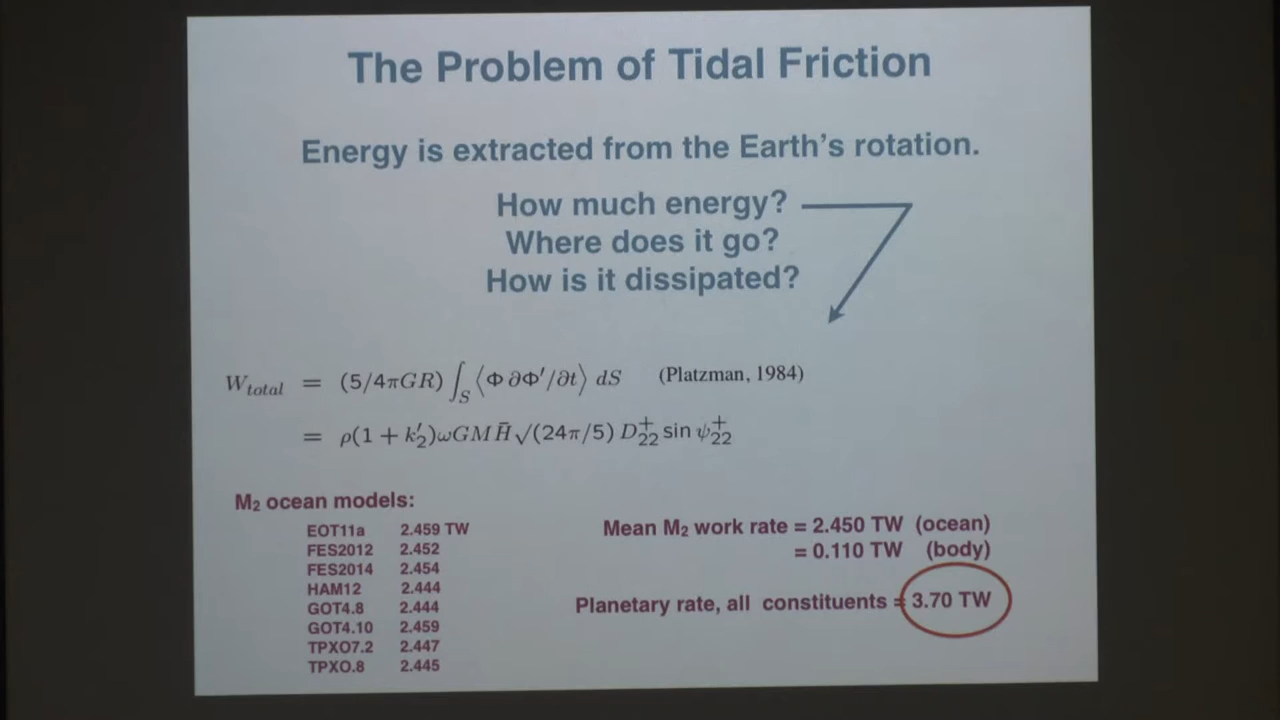 The Problem of Tidal Friction
Energy is extracted from the Earth's rotation.
How much energy?
Where does it go?
How is it dissipated?
W_total = (5/4πGR) ∫_S ⟨Φ ∂Φ′/∂t⟩ dS (Platzman, 1984)
= ρ(1 + k′₂)ωGMH̄√(24π/5) D⁺₂₂ sin ψ⁺₂₂
M₂ ocean models:
EOT11a 2.459 TW
FES2012 2.452
FES2014 2.454
HAM12 2.444
GOT4.8 2.444
GOT4.10 2.459
TPXO7.2 2.447
TPXO.8 2.445
Mean M₂ work rate = 2.450 TW (ocean)
= 0.110 TW (body)
Planetary rate, all constituents = 3.70 TW